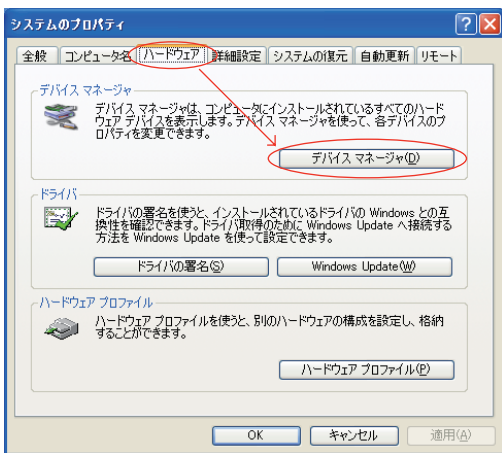 システムのプロパティ
全般 コンピュータ名 ハードウェア 詳細設定 システムの復元 自動更新 リモート
デバイス マネージャ
デバイス マネージャは、コンピュータにインストールされているすべてのハード
ウェア デバイスを表示します。デバイス マネージャを使って、各デバイスのプ
ロパティを変更できます。
デバイス マネージャ(D)
ドライバ
ドライバの署名を使うと、インストールされているドライバの Windows との互
換性を確認できます。ドライバ取得のために Windows Update へ接続する
方法を Windows Update を使って設定できます。
ドライバの署名(S) Windows Update(W)
ハードウェア プロファイル
ハードウェア プロファイルを使うと、別のハードウェアの構成を設定し、格納
することができます。
ハードウェア プロファイル(P)
OK キャンセル 適用(A)